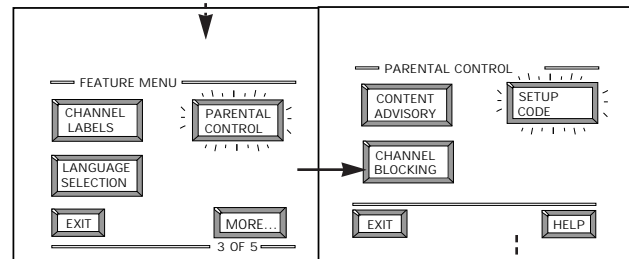 FEATURE MENU
CHANNEL
LABELS
PARENTAL
CONTROL
LANGUAGE
SELECTION
EXIT
MORE...
3 OF 5
PARENTAL CONTROL
CONTENT
ADVISORY
SETUP
CODE
CHANNEL
BLOCKING
EXIT
HELP